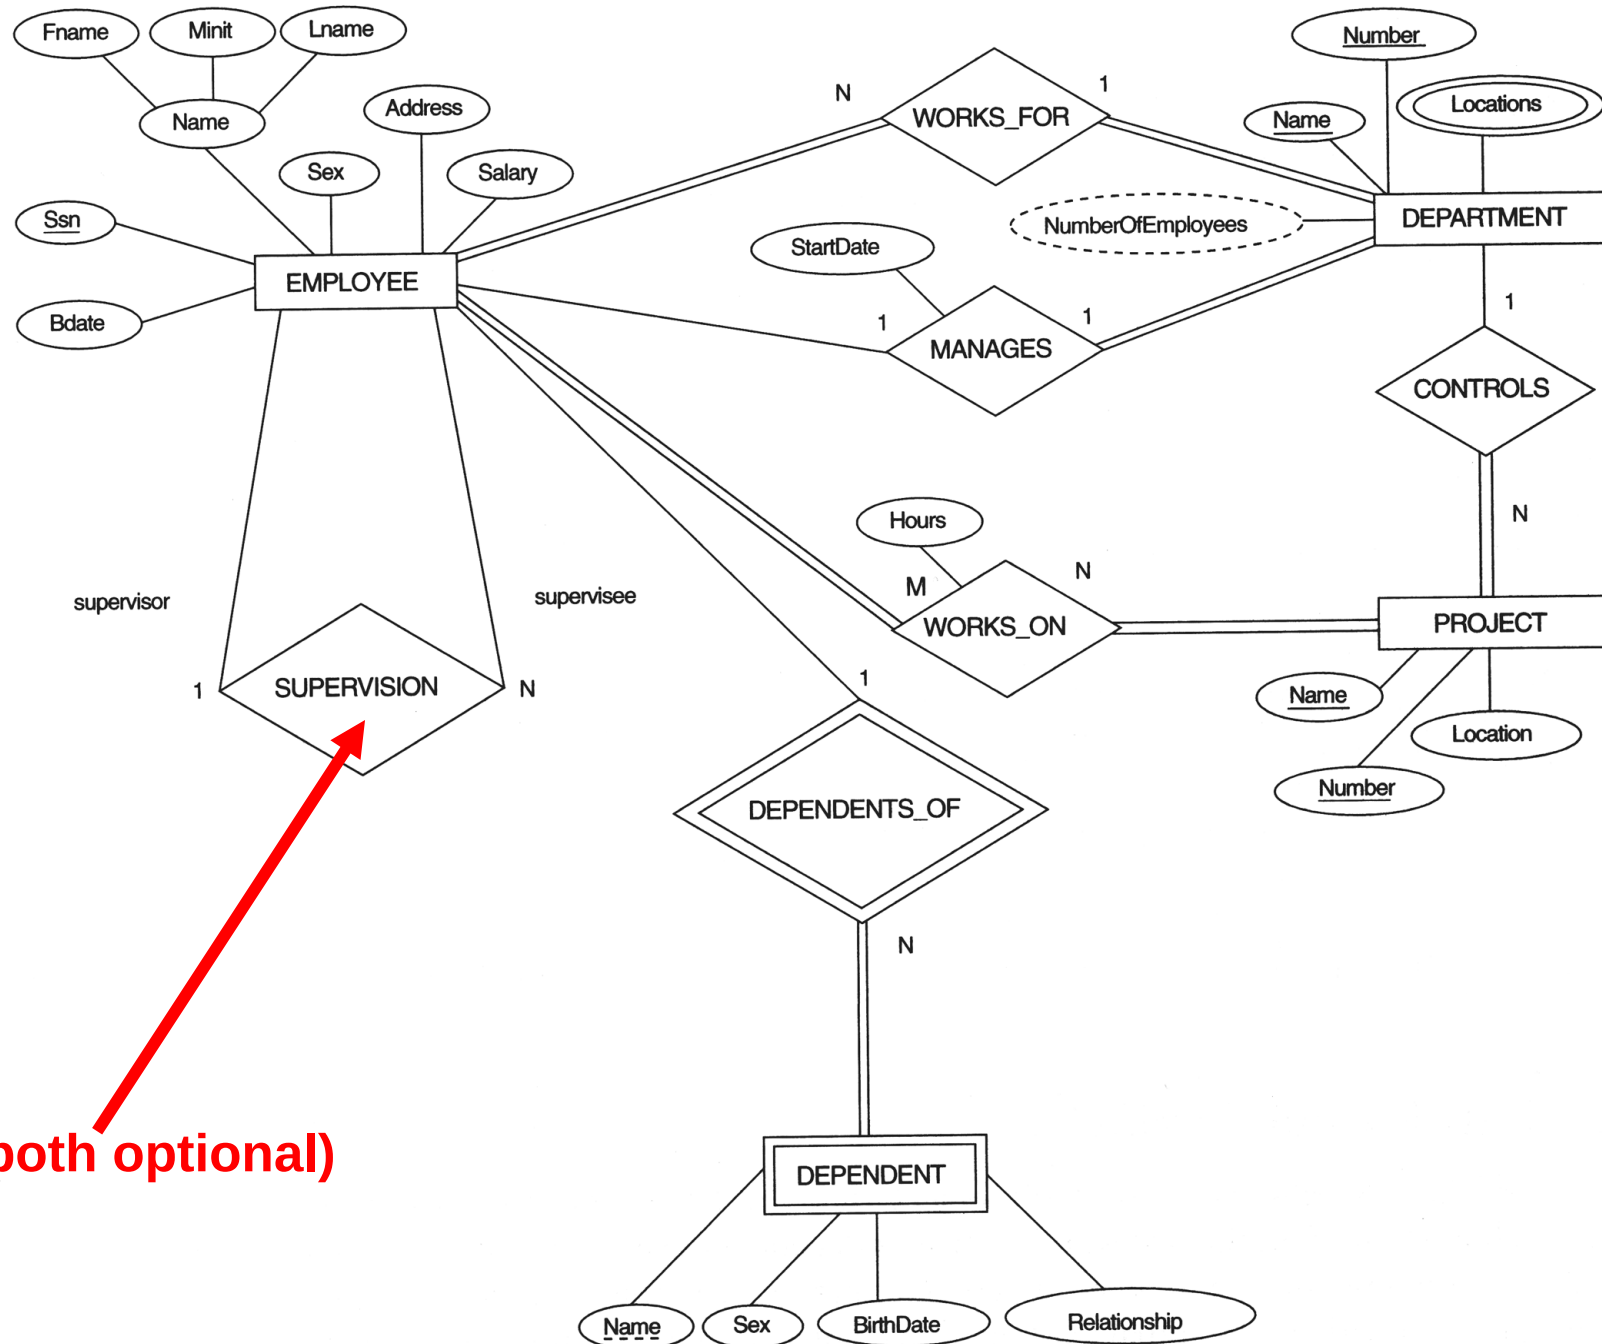 Fname
Minit
Lname
Number
Name
Address
N
1
WORKS_FOR
Locations
Name
Sex
Salary
Ssn
NumberOfEmployees
DEPARTMENT
StartDate
EMPLOYEE
Bdate
1
1
1
MANAGES
CONTROLS
Hours
N
M
N
supervisor
supervisee
WORKS_ON
PROJECT
1
SUPERVISION
N
1
Name
Location
Number
DEPENDENTS_OF
N
both optional)
DEPENDENT
Name
Sex
BirthDate
Relationship